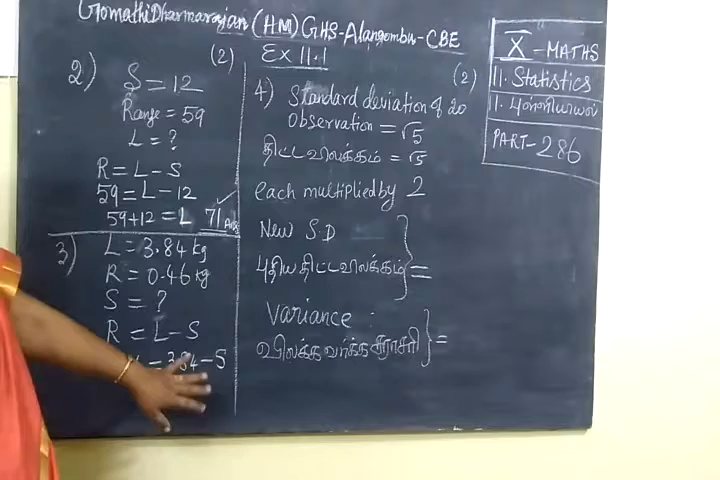 Gomathi Dharmarajan (HM) GHS-Alangombu-CBE
Ex 11.1
X - MATHS
11. Statistics
11. புள்ளியியல்
PART-286
2) (2)
S = 12
Range = 59
L = ?
R = L - S
59 = L - 12
59+12 = L 71 Ans
3) L = 3.84 kg
R = 0.46 kg
S = ?
R = L - S
= 3.84 - S
4) Standard deviation of 20 (2)
observation = √5
திட்டவிலக்கம் = √5
each multiplied by 2
New S.D
புதிய திட்டவிலக்கம் =
Variance :
விலக்க வர்க்க சராசரி =